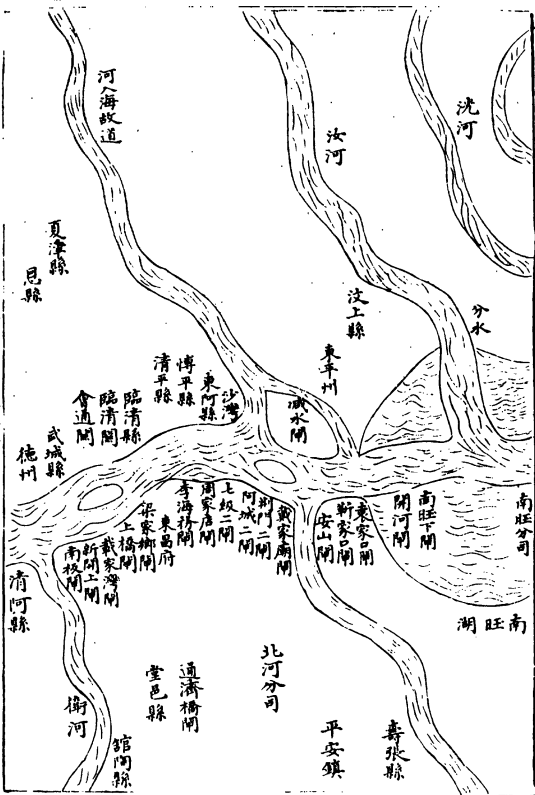 洸河
汝河
河入海故道
夏津縣
恩縣
汶上縣
分水
東平州
減水閘
沙灣
東阿縣
博平縣
清平縣
臨清縣
臨清閘
會通閘
武城縣
德州
南旺分司
南旺下閘
開河閘
袁家口閘
靳家口閘
安山閘
戴家廟閘
荆門二閘
阿城二閘
七級二閘
周家店閘
李海務閘
東昌府
梁家鄉閘
上橋閘
戴家灣閘
新開上閘
南板閘
清河縣
南旺湖
北河分司
通濟橋閘
堂邑縣
衛河
館陶縣
平安鎮
壽張縣